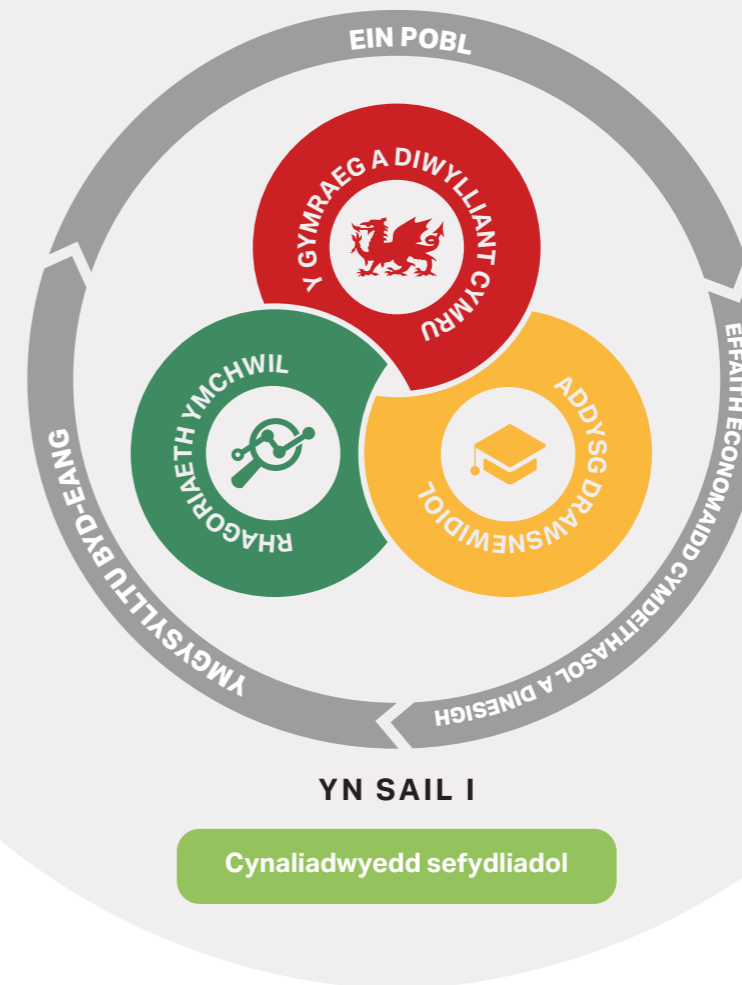 EIN POBL
EFFAITH ECONOMAIDD CYMDEITHASOL A DINESIGH
YMGYSYLLTU BYD-EANG
Y GYMRAEG A DIWYLLIANT CYMRU
RHAGORIAETH YMCHWIL
ADDYSG DRAWSNEWIDIOL
YN SAIL I
Cynaliadwyedd sefydliadol